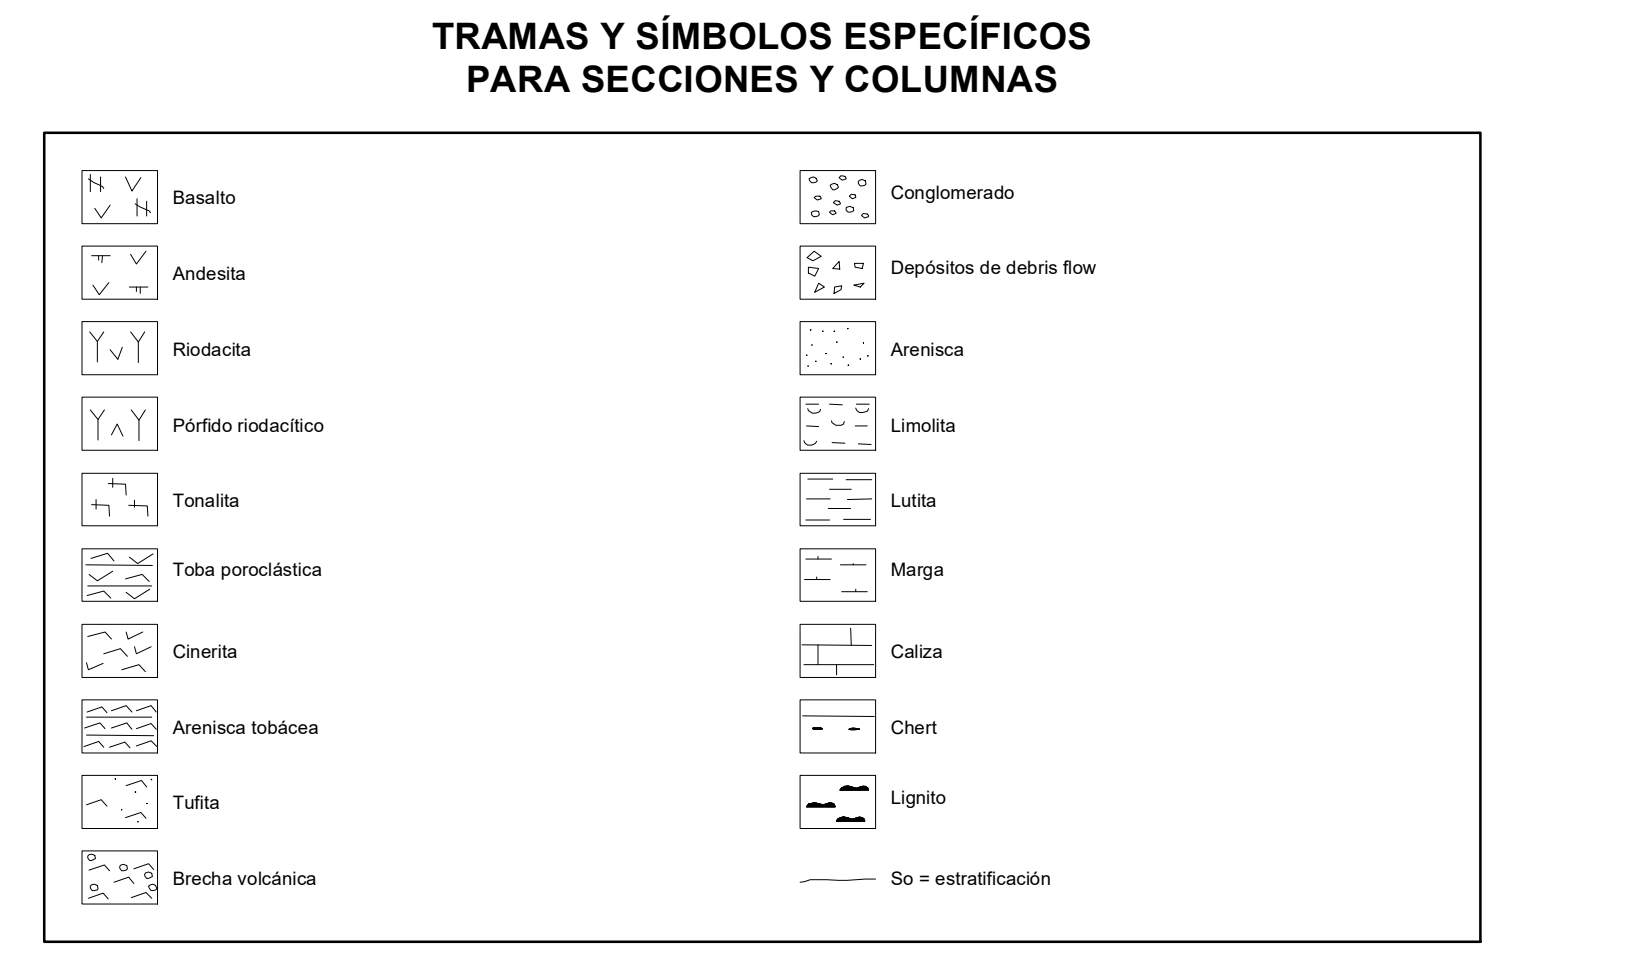 TRAMAS Y SÍMBOLOS ESPECÍFICOS
PARA SECCIONES Y COLUMNAS
Basalto
Andesita
Riodacita
Pórfido riodacítico
Tonalita
Toba poroclástica
Cinerita
Arenisca tobácea
Tufita
Brecha volcánica
Conglomerado
Depósitos de debris flow
Arenisca
Limolita
Lutita
Marga
Caliza
Chert
Lignito
So = estratificación